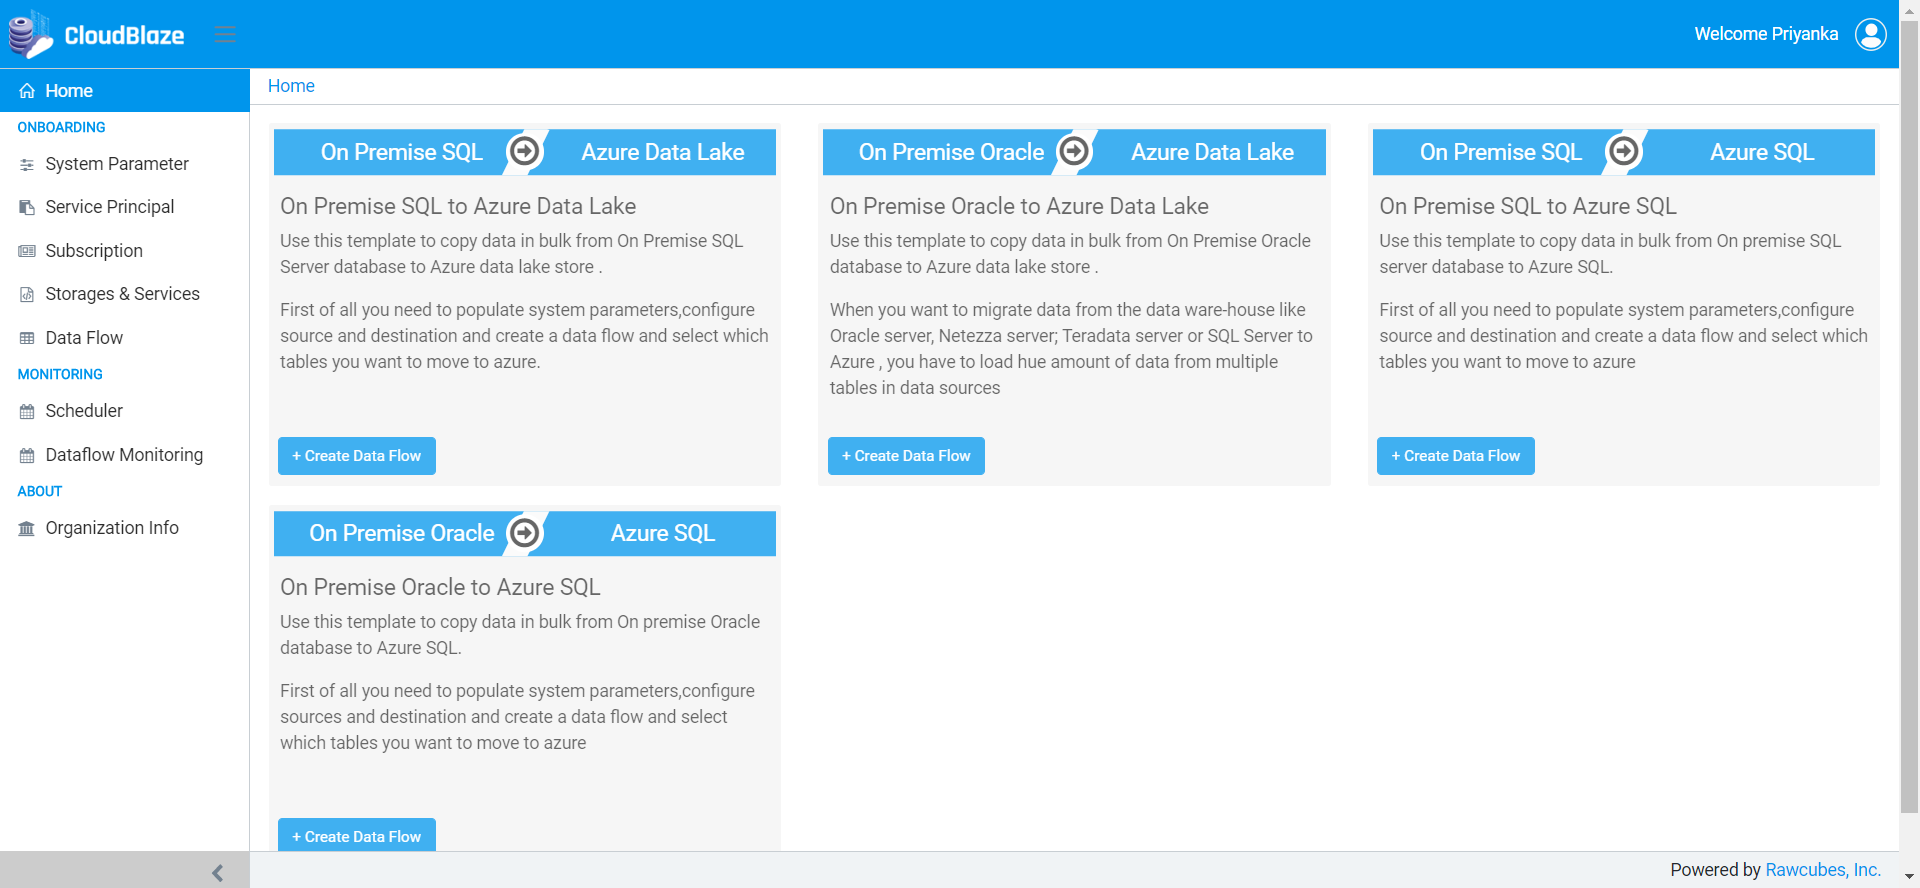 CloudBlaze
Welcome Priyanka
Home
ONBOARDING
System Parameter
Service Principal
Subscription
Storages & Services
Data Flow
MONITORING
Scheduler
Dataflow Monitoring
ABOUT
Organization Info
Home
On Premise SQL
Azure Data Lake
On Premise SQL to Azure Data Lake
Use this template to copy data in bulk from On Premise SQL
Server database to Azure data lake store .
First of all you need to populate system parameters,configure
source and destination and create a data flow and select which
tables you want to move to azure.
+ Create Data Flow
On Premise Oracle
Azure Data Lake
On Premise Oracle to Azure Data Lake
Use this template to copy data in bulk from On Premise Oracle
database to Azure data lake store .
When you want to migrate data from the data ware-house like
Oracle server, Netezza server; Teradata server or SQL Server to
Azure , you have to load hue amount of data from multiple
tables in data sources
+ Create Data Flow
On Premise SQL
Azure SQL
On Premise SQL to Azure SQL
Use this template to copy data in bulk from On premise SQL
server database to Azure SQL.
First of all you need to populate system parameters,configure
source and destination and create a data flow and select which
tables you want to move to azure
+ Create Data Flow
On Premise Oracle
Azure SQL
On Premise Oracle to Azure SQL
Use this template to copy data in bulk from On premise Oracle
database to Azure SQL.
First of all you need to populate system parameters,configure
sources and destination and create a data flow and select
which tables you want to move to azure
+ Create Data Flow
Powered by Rawcubes, Inc.